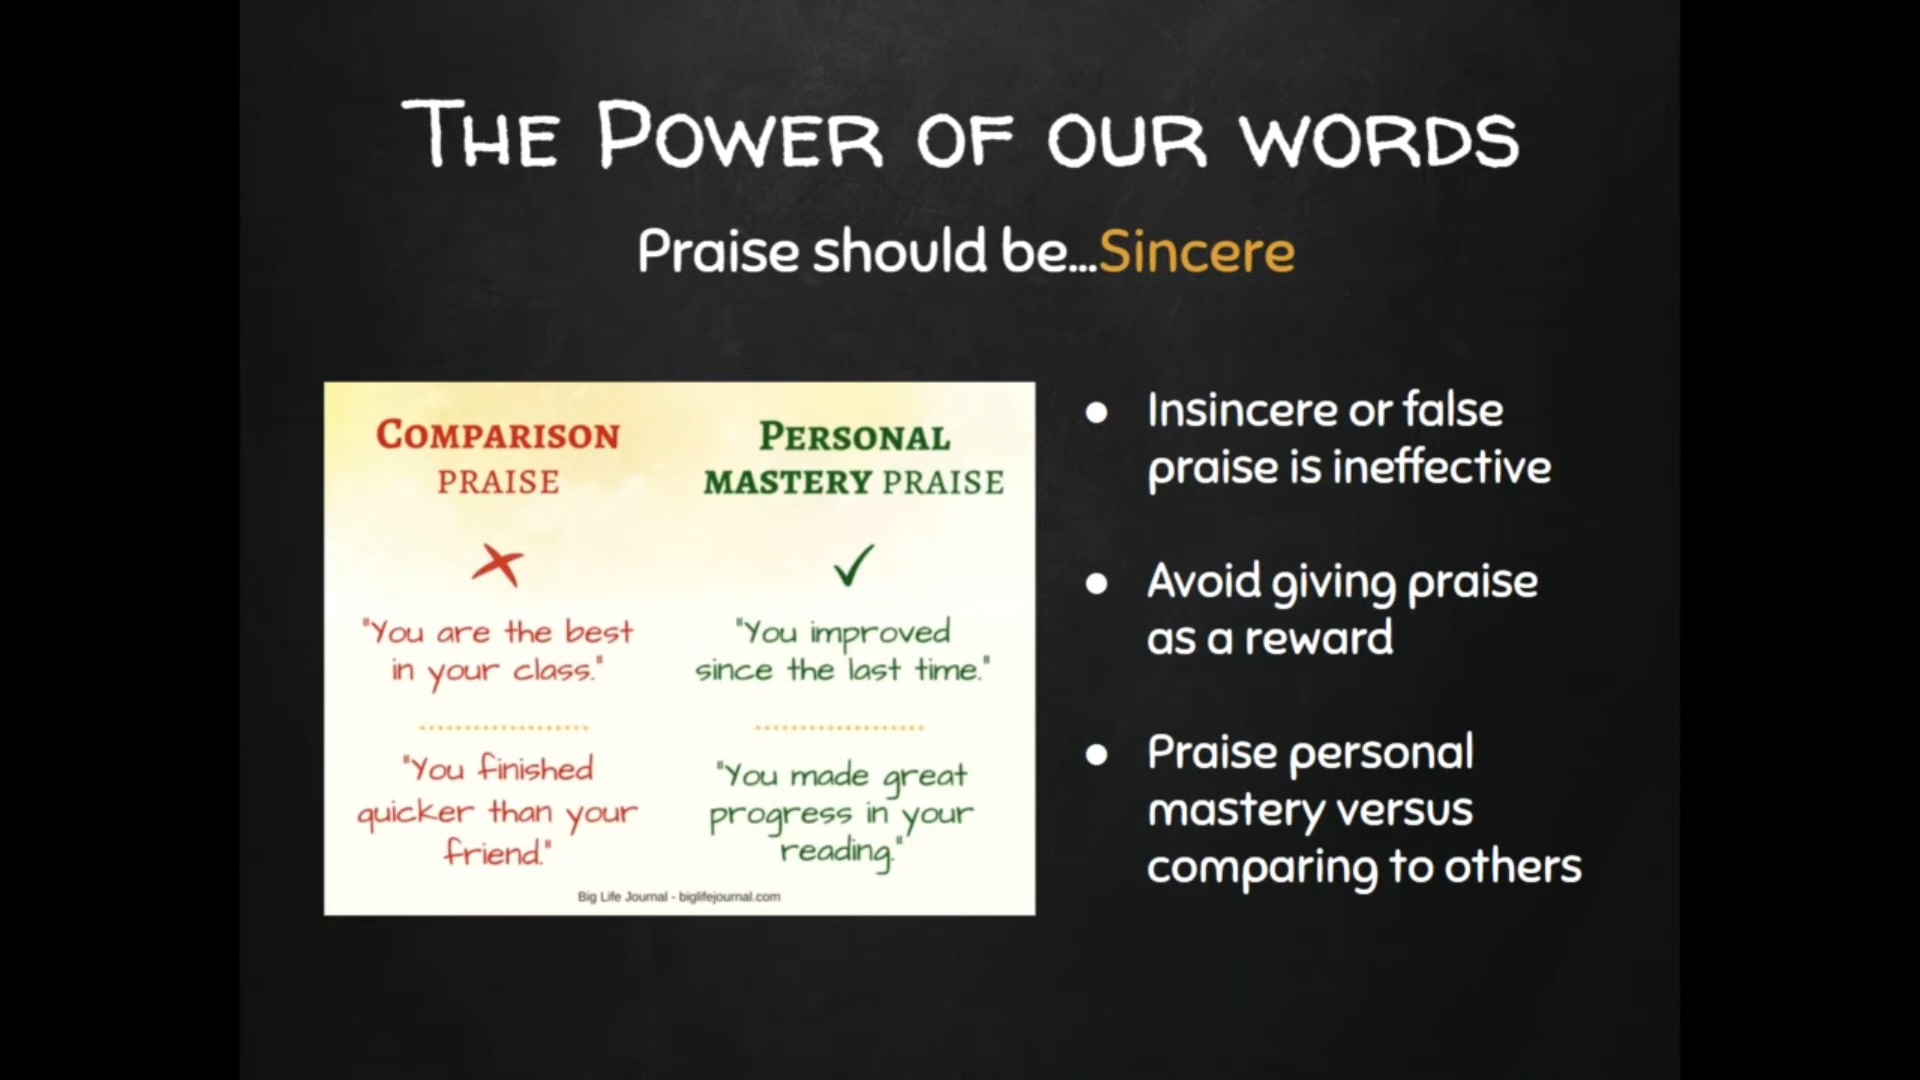 The Power of our words
Praise should be...Sincere
Comparison
praise
Personal
mastery praise
"You are the best
in your class."
"You improved
since the last time."
"You finished
quicker than your
friend."
"You made great
progress in your
reading."
Big Life Journal - biglifejournal.com
● Insincere or false
praise is ineffective
● Avoid giving praise
as a reward
● Praise personal
mastery versus
comparing to others